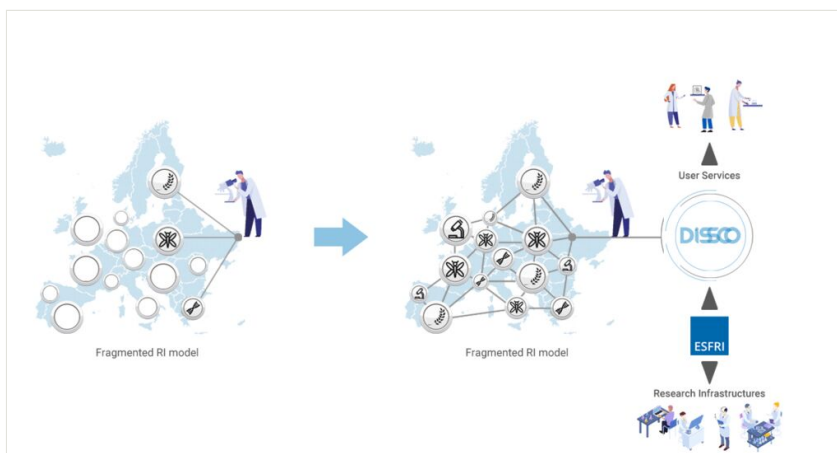 User Services
DISSCO
ESFRI
Fragmented RI model
Fragmented RI model
Research Infrastructures